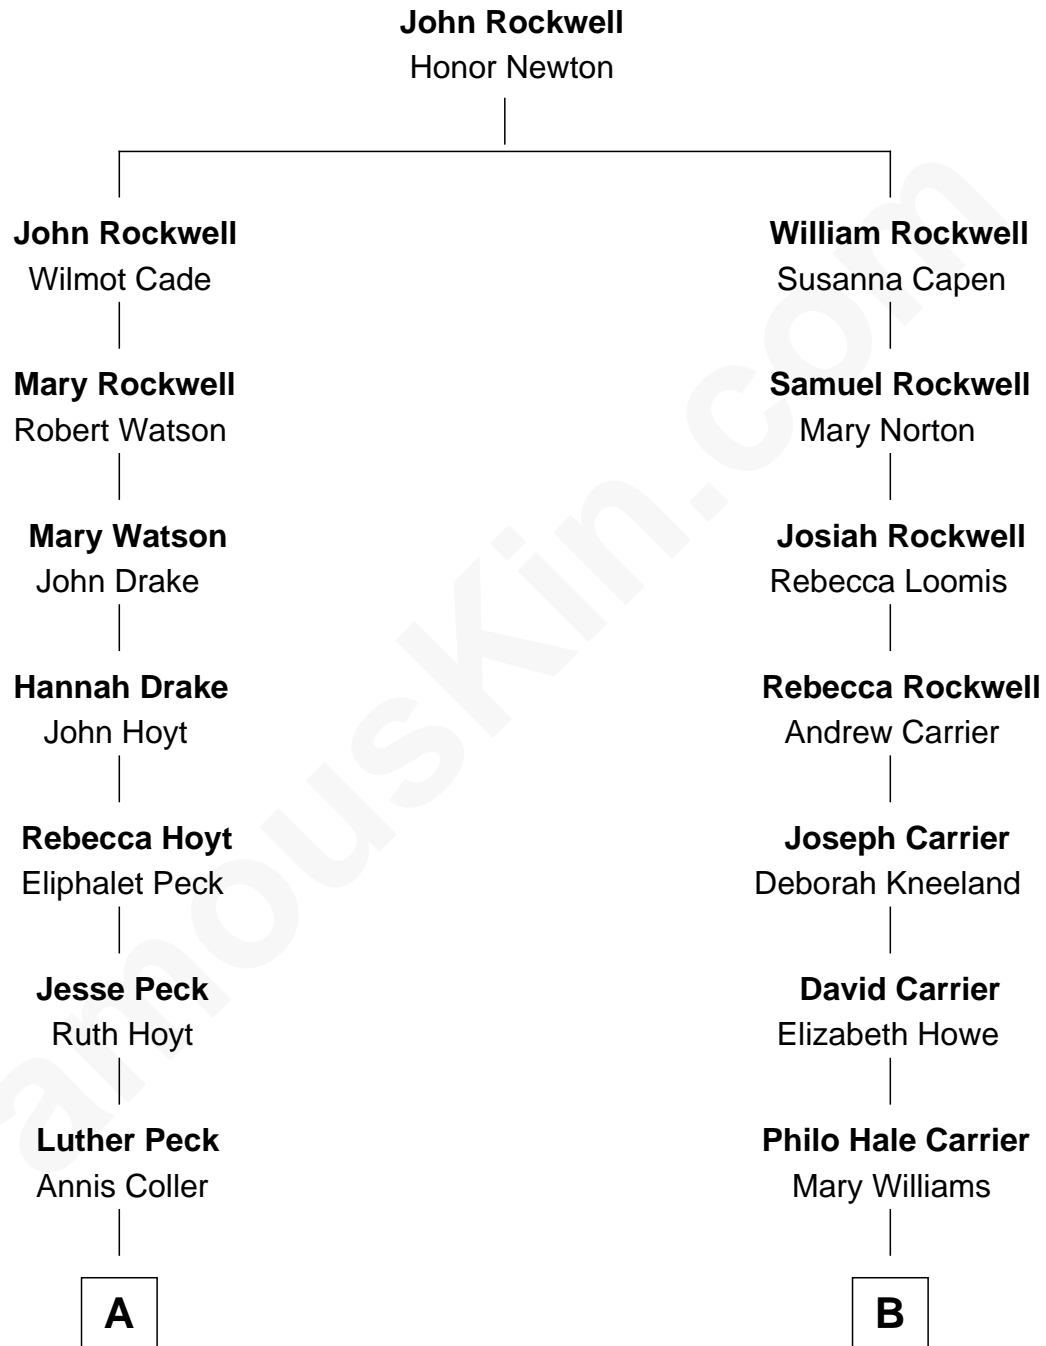 John Rockwell
Honor Newton
John Rockwell
Wilmot Cade
William Rockwell
Susanna Capen
Mary Rockwell
Robert Watson
Samuel Rockwell
Mary Norton
Mary Watson
John Drake
Josiah Rockwell
Rebecca Loomis
Hannah Drake
John Hoyt
Rebecca Rockwell
Andrew Carrier
Rebecca Hoyt
Eliphalet Peck
Joseph Carrier
Deborah Kneeland
Jesse Peck
Ruth Hoyt
David Carrier
Elizabeth Howe
Luther Peck
Annis Coller
Philo Hale Carrier
Mary Williams
A
B
amouskin.com